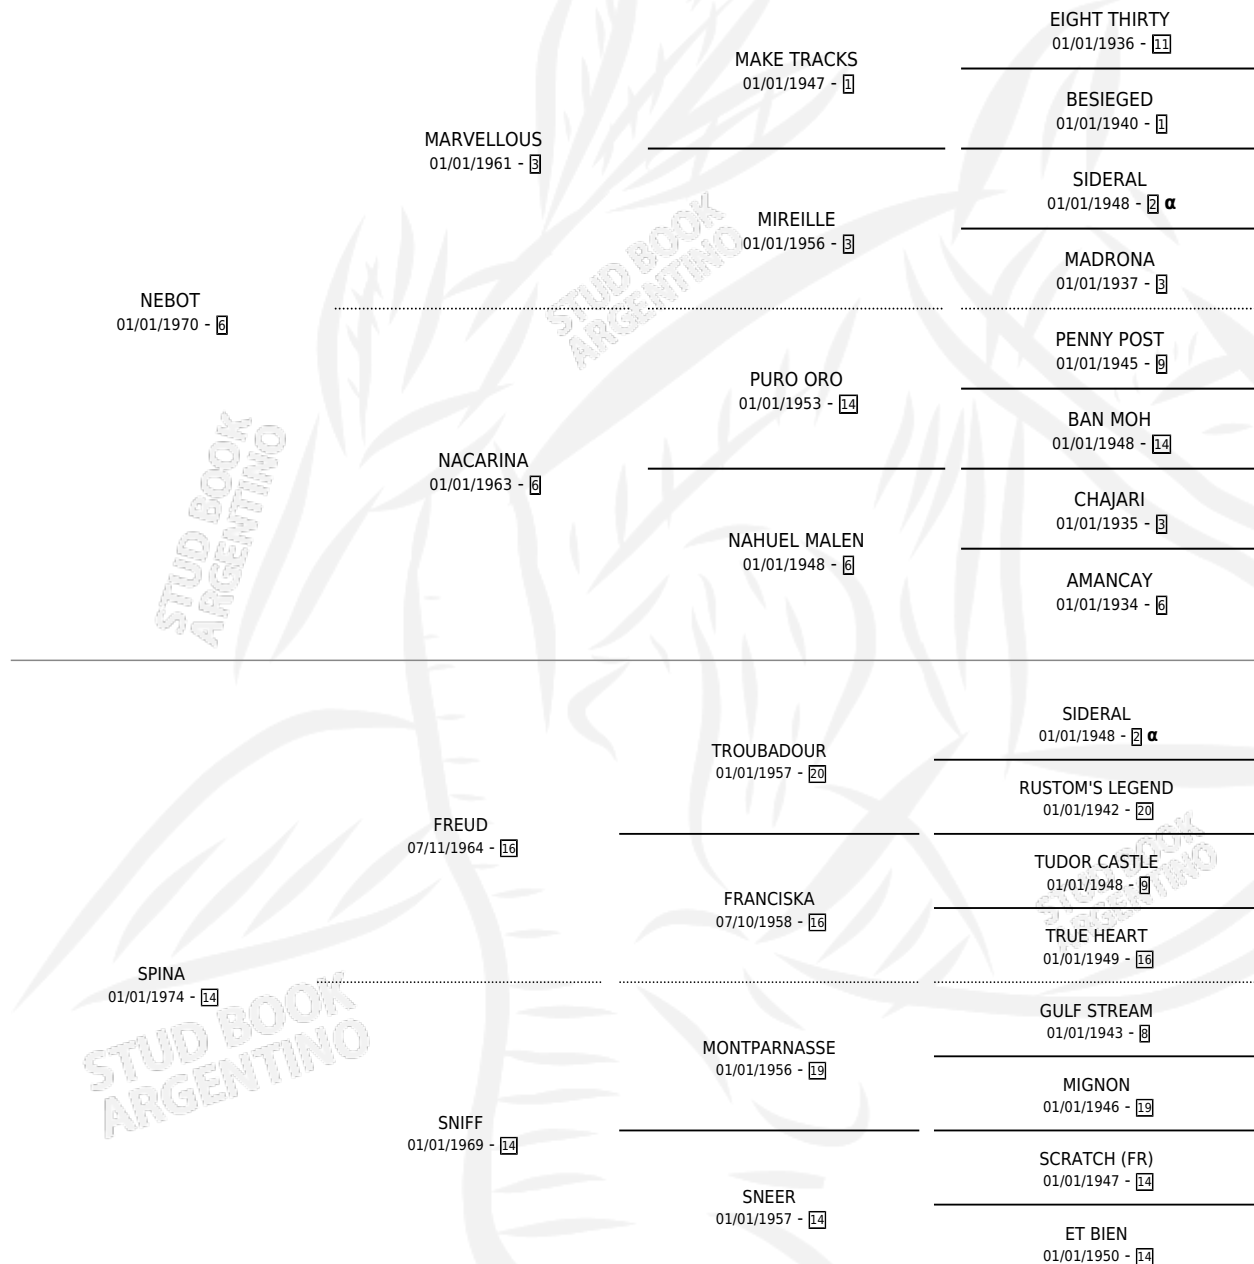 EIGHT THIRTY
01/01/1936 - 11
MAKE TRACKS
01/01/1947 - 1
BESIEGED
01/01/1940 - 1
MARVELLOUS
01/01/1961 - 3
SIDERAL
01/01/1948 - 2 α
MIREILLE
01/01/1956 - 3
MADRONA
01/01/1937 - 3
NEBOT
01/01/1970 - 6
PENNY POST
01/01/1945 - 9
PURO ORO
01/01/1953 - 14
BAN MOH
01/01/1948 - 14
NACARINA
01/01/1963 - 6
CHAJARI
01/01/1935 - 3
NAHUEL MALEN
01/01/1948 - 6
AMANCAY
01/01/1934 - 6
STUD BOOK
ARGENTINO
STUD BOOK
ARGENTINO
SIDERAL
01/01/1948 - 2 α
TROUBADOUR
01/01/1957 - 20
RUSTOM'S LEGEND
01/01/1942 - 20
FREUD
07/11/1964 - 16
TUDOR CASTLE
01/01/1948 - 9
FRANCISKA
07/10/1958 - 16
TRUE HEART
01/01/1949 - 16
SPINA
01/01/1974 - 14
GULF STREAM
01/01/1943 - 8
MONTPARNASSE
01/01/1956 - 19
MIGNON
01/01/1946 - 19
SNIFF
01/01/1969 - 14
SCRATCH (FR)
01/01/1947 - 14
SNEER
01/01/1957 - 14
ET BIEN
01/01/1950 - 14
STUD BOOK
ARGENTINO
STUD BOOK
ARGENTINO